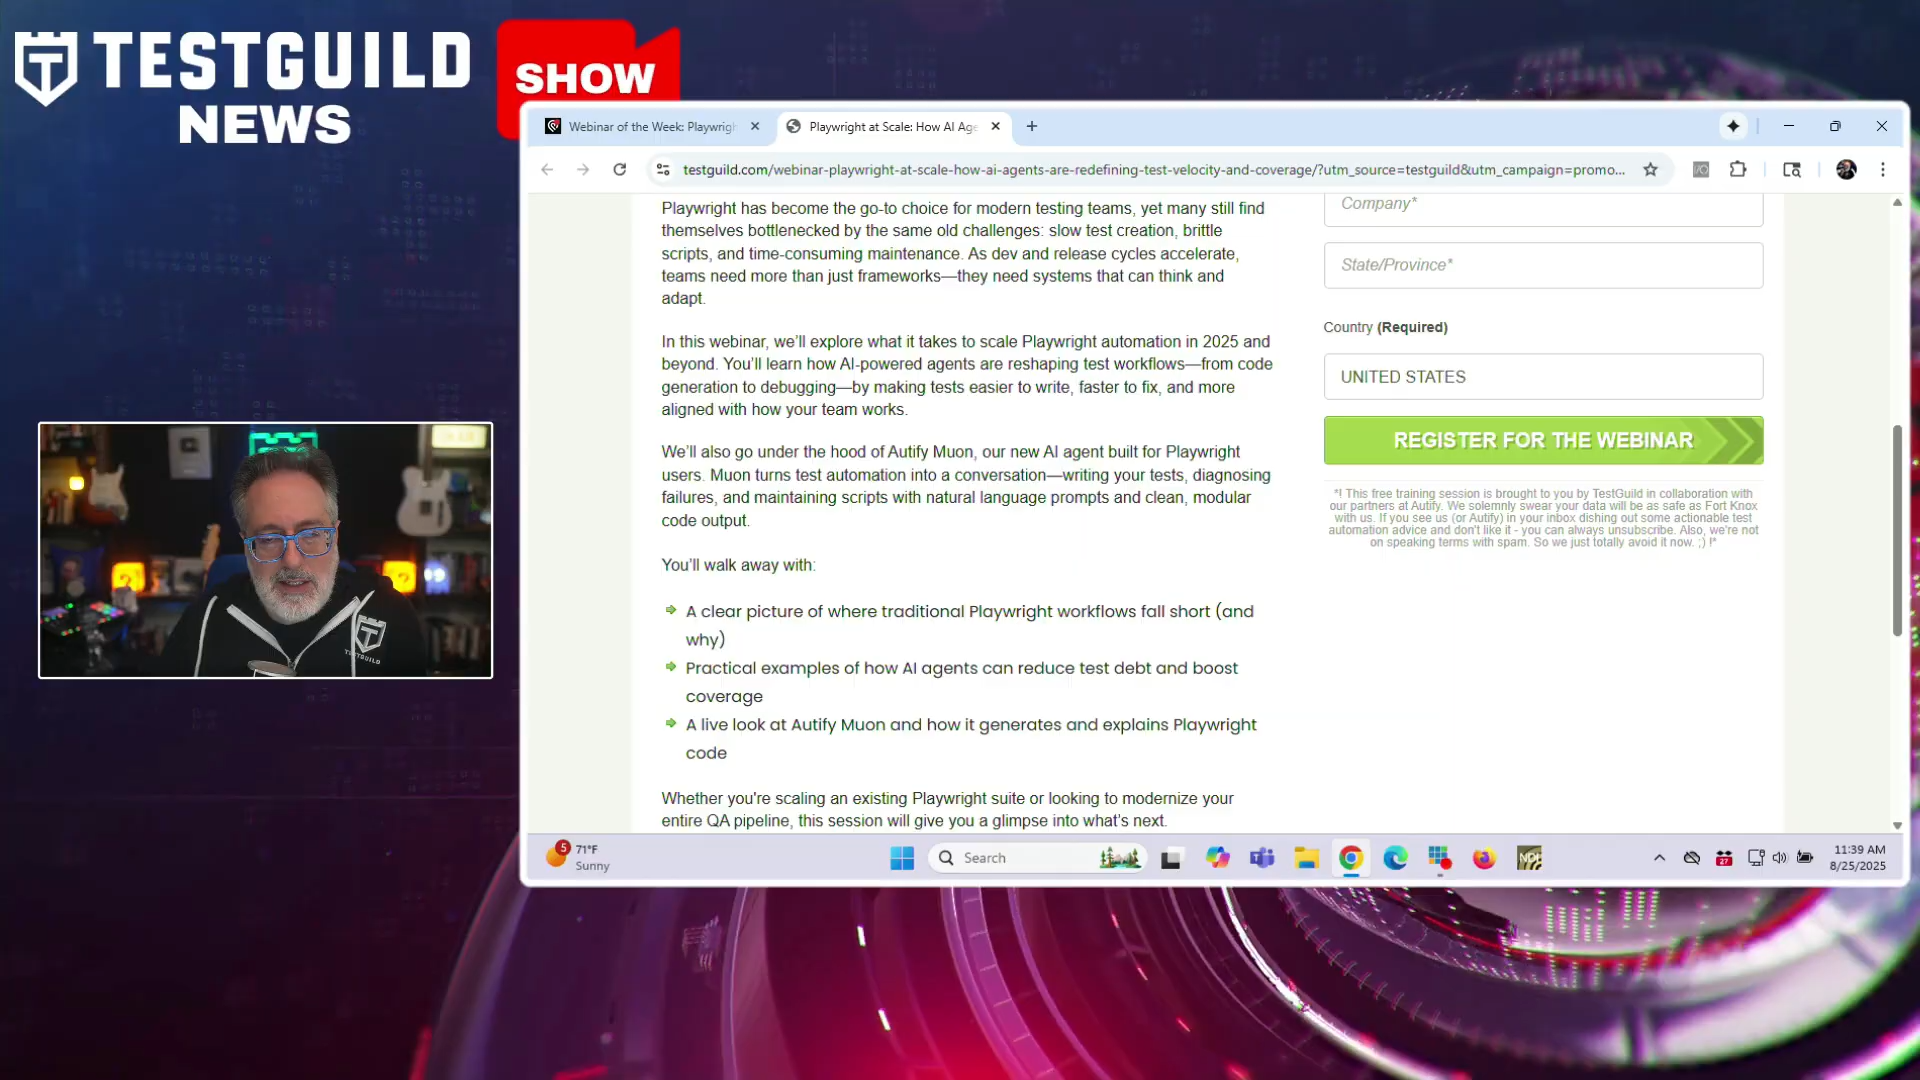 TESTGUILD
NEWS
SHOW
Webinar of the Week: Playwrig
Playwright at Scale: How AI Age
testguild.com/webinar-playwright-at-scale-how-ai-agents-are-redefining-test-velocity-and-coverage/?utm_source=testguild&utm_campaign=promo...
Playwright has become the go-to choice for modern testing teams, yet many still find
themselves bottlenecked by the same old challenges: slow test creation, brittle
scripts, and time-consuming maintenance. As dev and release cycles accelerate,
teams need more than just frameworks—they need systems that can think and
adapt.
In this webinar, we'll explore what it takes to scale Playwright automation in 2025 and
beyond. You'll learn how AI-powered agents are reshaping test workflows—from code
generation to debugging—by making tests easier to write, faster to fix, and more
aligned with how your team works.
We'll also go under the hood of Autify Muon, our new AI agent built for Playwright
users. Muon turns test automation into a conversation—writing your tests, diagnosing
failures, and maintaining scripts with natural language prompts and clean, modular
code output.
You'll walk away with:
A clear picture of where traditional Playwright workflows fall short (and
why)
Practical examples of how AI agents can reduce test debt and boost
coverage
A live look at Autify Muon and how it generates and explains Playwright
code
Whether you're scaling an existing Playwright suite or looking to modernize your
entire QA pipeline, this session will give you a glimpse into what's next.
Company*
State/Province*
Country (Required)
UNITED STATES
REGISTER FOR THE WEBINAR
*! This free training session is brought to you by TestGuild in collaboration with
our partners at Autify. We solemnly swear your data will be as safe as Fort Knox
with us. If you see us (or Autify) in your inbox dishing out some actionable test
automation advice and don't like it - you can always unsubscribe. Also, we're not
on speaking terms with spam. So we just totally avoid it now. ;) !*
TESTGUILD
5
71°F
Sunny
Search
NDI
27
11:39 AM
8/25/2025